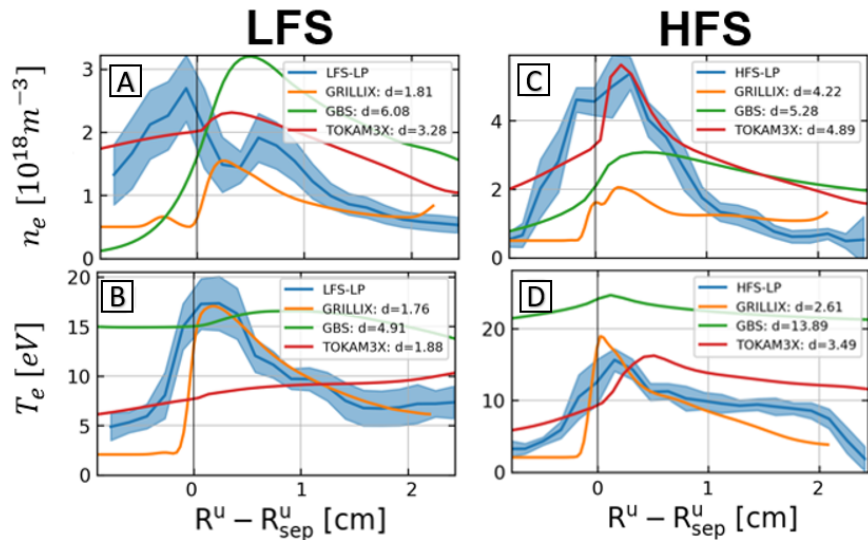 LFS HFS
n_e [10^18 m^−3]
A
LFS-LP
GRILLIX: d=1.81
GBS: d=6.08
TOKAM3X: d=3.28
3
2
1
0
C
HFS-LP
GRILLIX: d=4.22
GBS: d=5.28
TOKAM3X: d=4.89
4
2
0
T_e [eV]
B
LFS-LP
GRILLIX: d=1.76
GBS: d=4.91
TOKAM3X: d=1.88
20
15
10
5
0
0 1 2
R^u − R^u_sep [cm]
D
HFS-LP
GRILLIX: d=2.61
GBS: d=13.89
TOKAM3X: d=3.49
20
10
0
0 1 2
R^u − R^u_sep [cm]